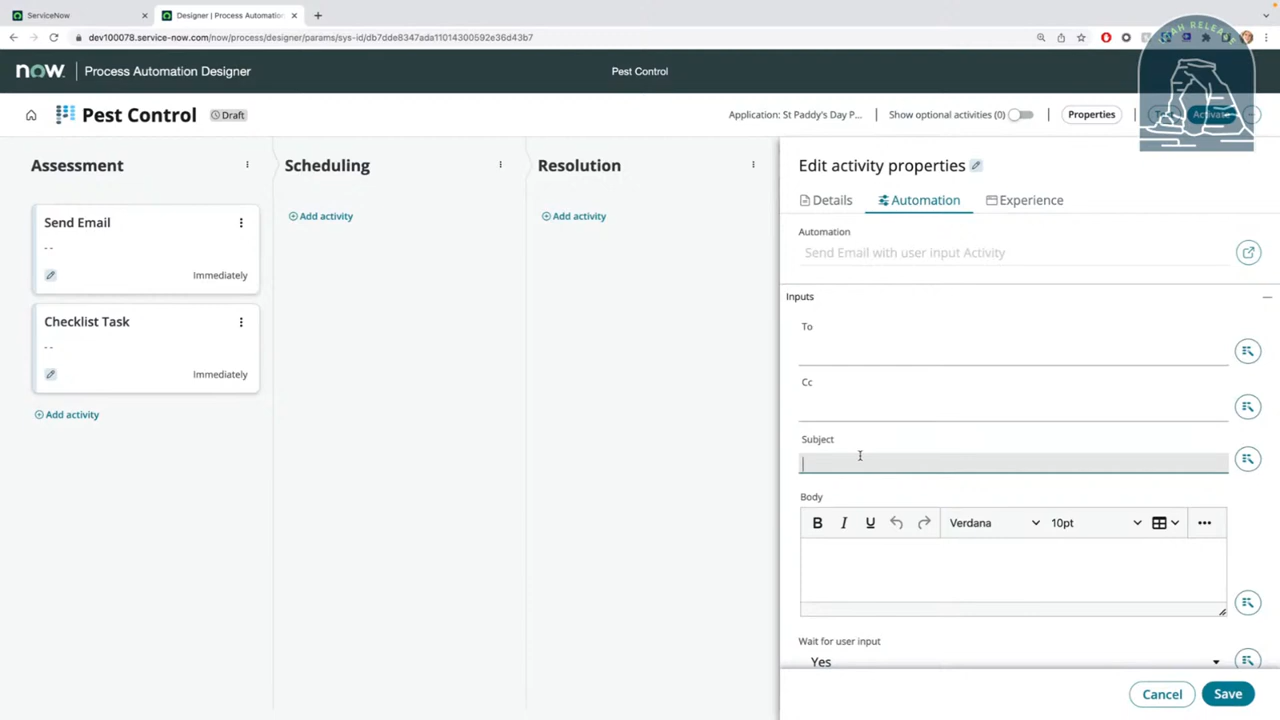 ServiceNow
Designer | Process Automation
dev100078.service-now.com/now/process/designer/params/sys-id/db7dde8347ada11014300592e36d43b7
now. Process Automation Designer
Pest Control
Pest Control
Draft
Application: St Paddy's Day P...
Show optional activities (0)
Properties
Activate
RELEASE
Assessment
Scheduling
Resolution
Send Email
--
Immediately
Checklist Task
--
Immediately
Add activity
Add activity
Add activity
Edit activity properties
Details
Automation
Experience
Automation
Send Email with user input Activity
Inputs
To
Cc
Subject
Body
B I U Verdana 10pt
Wait for user input
Yes
Cancel
Save